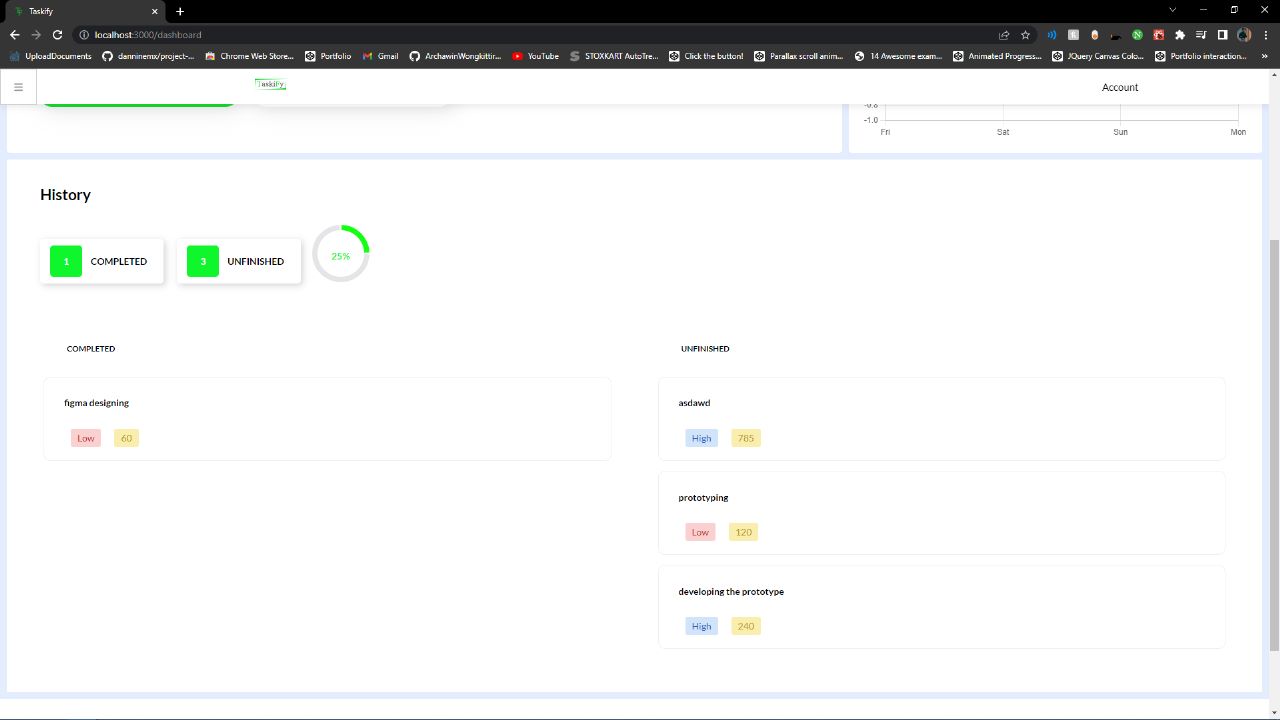 Taskify
localhost:3000/dashboard
UploadDocuments
danninemx/project-...
Chrome Web Store...
Portfolio
Gmail
ArchawinWongkittir...
YouTube
STOXKART AutoTre...
Click the button!
Parallax scroll anim...
14 Awesome exam...
Animated Progress...
JQuery Canvas Colo...
Portfolio interaction...
Taskify
Account
-0.8
-1.0
Fri Sat Sun Mon
History
1 COMPLETED
3 UNFINISHED
25%
COMPLETED
figma designing
Low 60
UNFINISHED
asdawd
High 785
prototyping
Low 120
developing the prototype
High 240